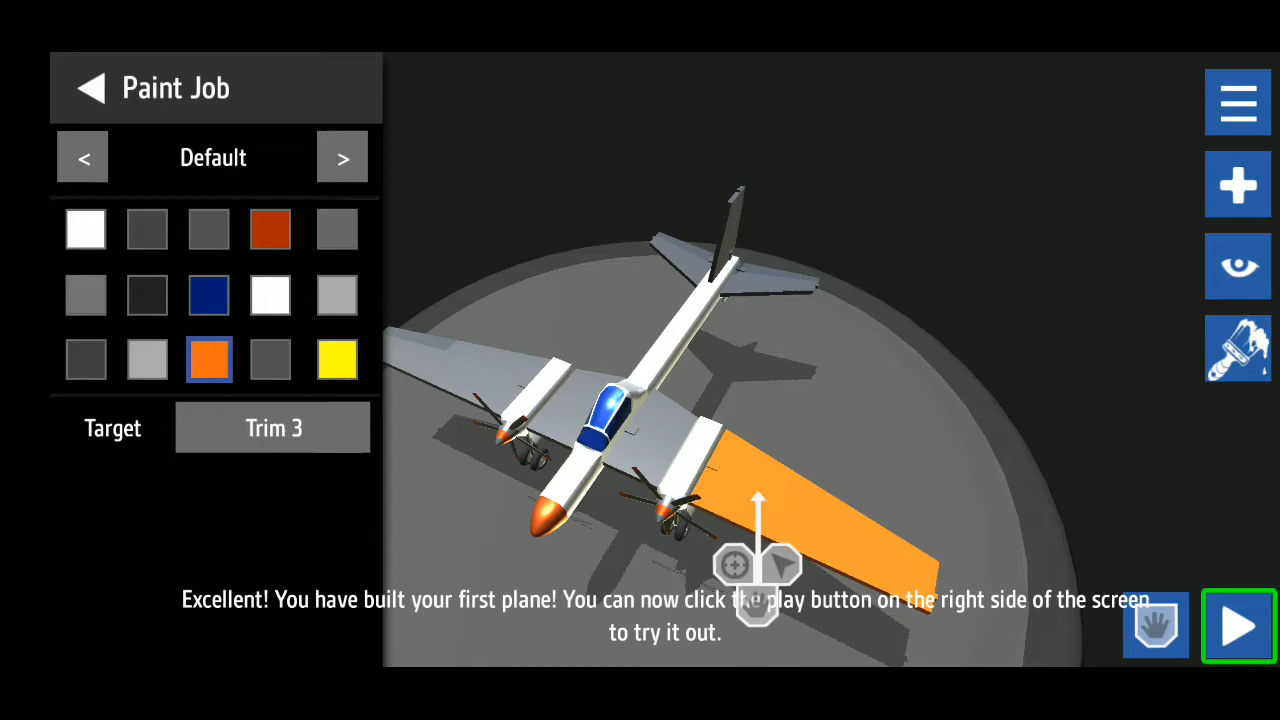 Paint Job
< Default >
Target Trim 3
Excellent! You have built your first plane! You can now click the play button on the right side of the screen
to try it out.